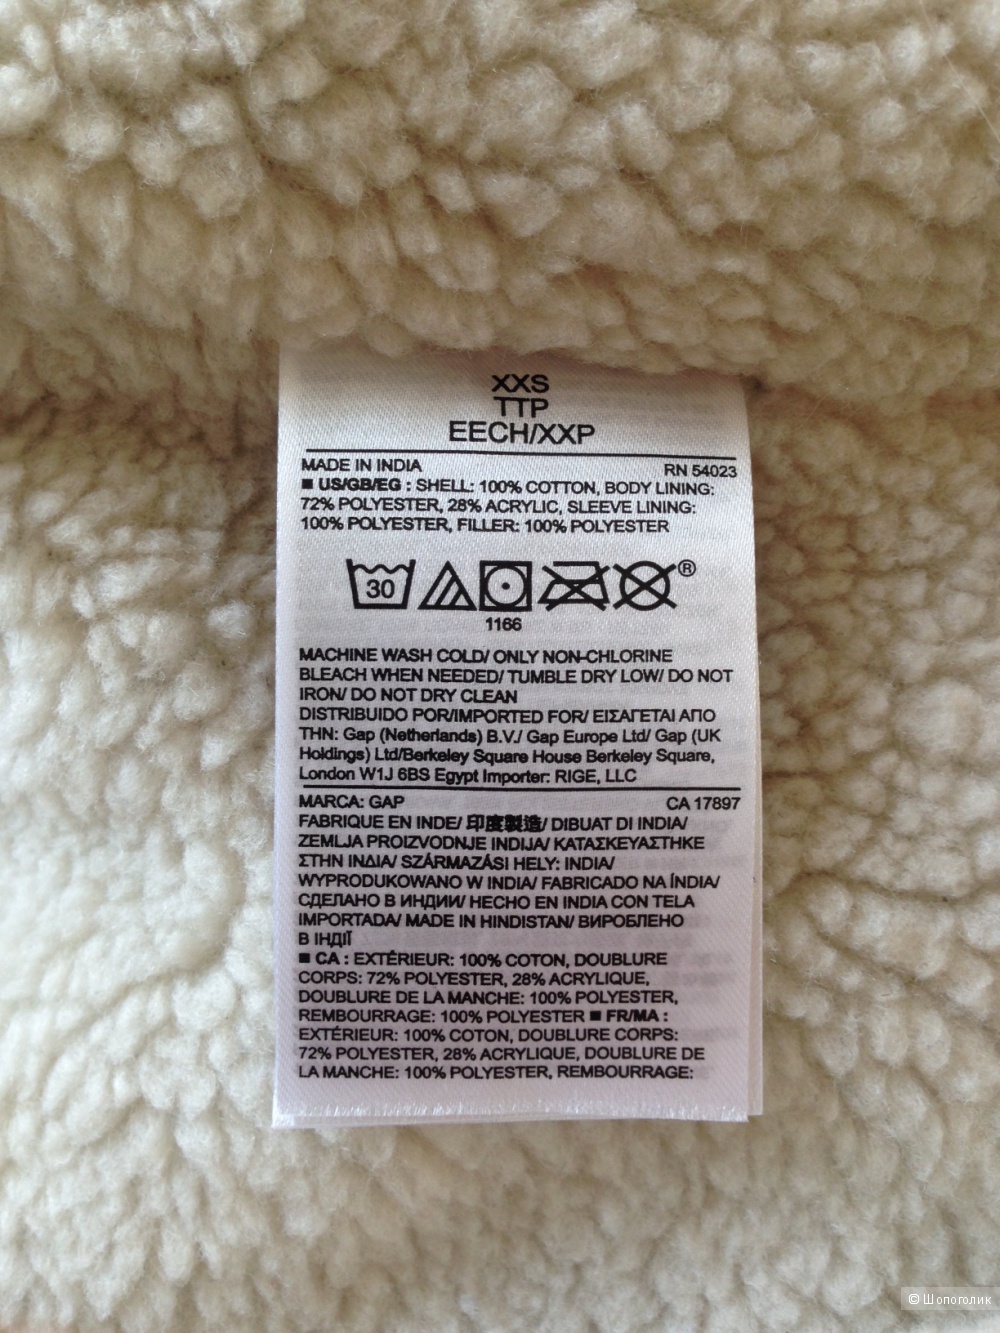 XXS
TTP
EECH/XXP
MADE IN INDIA RN 54023
■ US/GB/EG : SHELL: 100% COTTON, BODY LINING:
72% POLYESTER, 28% ACRYLIC, SLEEVE LINING:
100% POLYESTER, FILLER: 100% POLYESTER
30 ®
1166
MACHINE WASH COLD/ ONLY NON-CHLORINE
BLEACH WHEN NEEDED/ TUMBLE DRY LOW/ DO NOT
IRON/ DO NOT DRY CLEAN
DISTRIBUIDO POR/IMPORTED FOR/ ΕΙΣΑΓΕΤΑΙ ΑΠΟ
ΤΗΝ: Gap (Netherlands) B.V./ Gap Europe Ltd/ Gap (UK
Holdings) Ltd/Berkeley Square House Berkeley Square,
London W1J 6BS Egypt Importer: RIGE, LLC
MARCA: GAP CA 17897
FABRIQUE EN INDE/ 印度製造/ DIBUAT DI INDIA/
ZEMLJA PROIZVODNJE INDIJA/ ΚΑΤΑΣΚΕΥΑΣΤΗΚΕ
ΣΤΗΝ ΙΝΔΙΑ/ SZÁRMAZÁSI HELY: INDIA/
WYPRODUKOWANO W INDIA/ FABRICADO NA ÍNDIA/
СДЕЛАНО В ИНДИИ/ HECHO EN INDIA CON TELA
IMPORTADA/ MADE IN HINDISTAN/ ВИРОБЛЕНО
В ІНДІЇ
■ CA : EXTÉRIEUR: 100% COTON, DOUBLURE
CORPS: 72% POLYESTER, 28% ACRYLIQUE,
DOUBLURE DE LA MANCHE: 100% POLYESTER,
REMBOURRAGE: 100% POLYESTER ■ FR/MA :
EXTÉRIEUR: 100% COTON, DOUBLURE CORPS:
72% POLYESTER, 28% ACRYLIQUE, DOUBLURE DE
LA MANCHE: 100% POLYESTER, REMBOURRAGE:
© Шопоголик